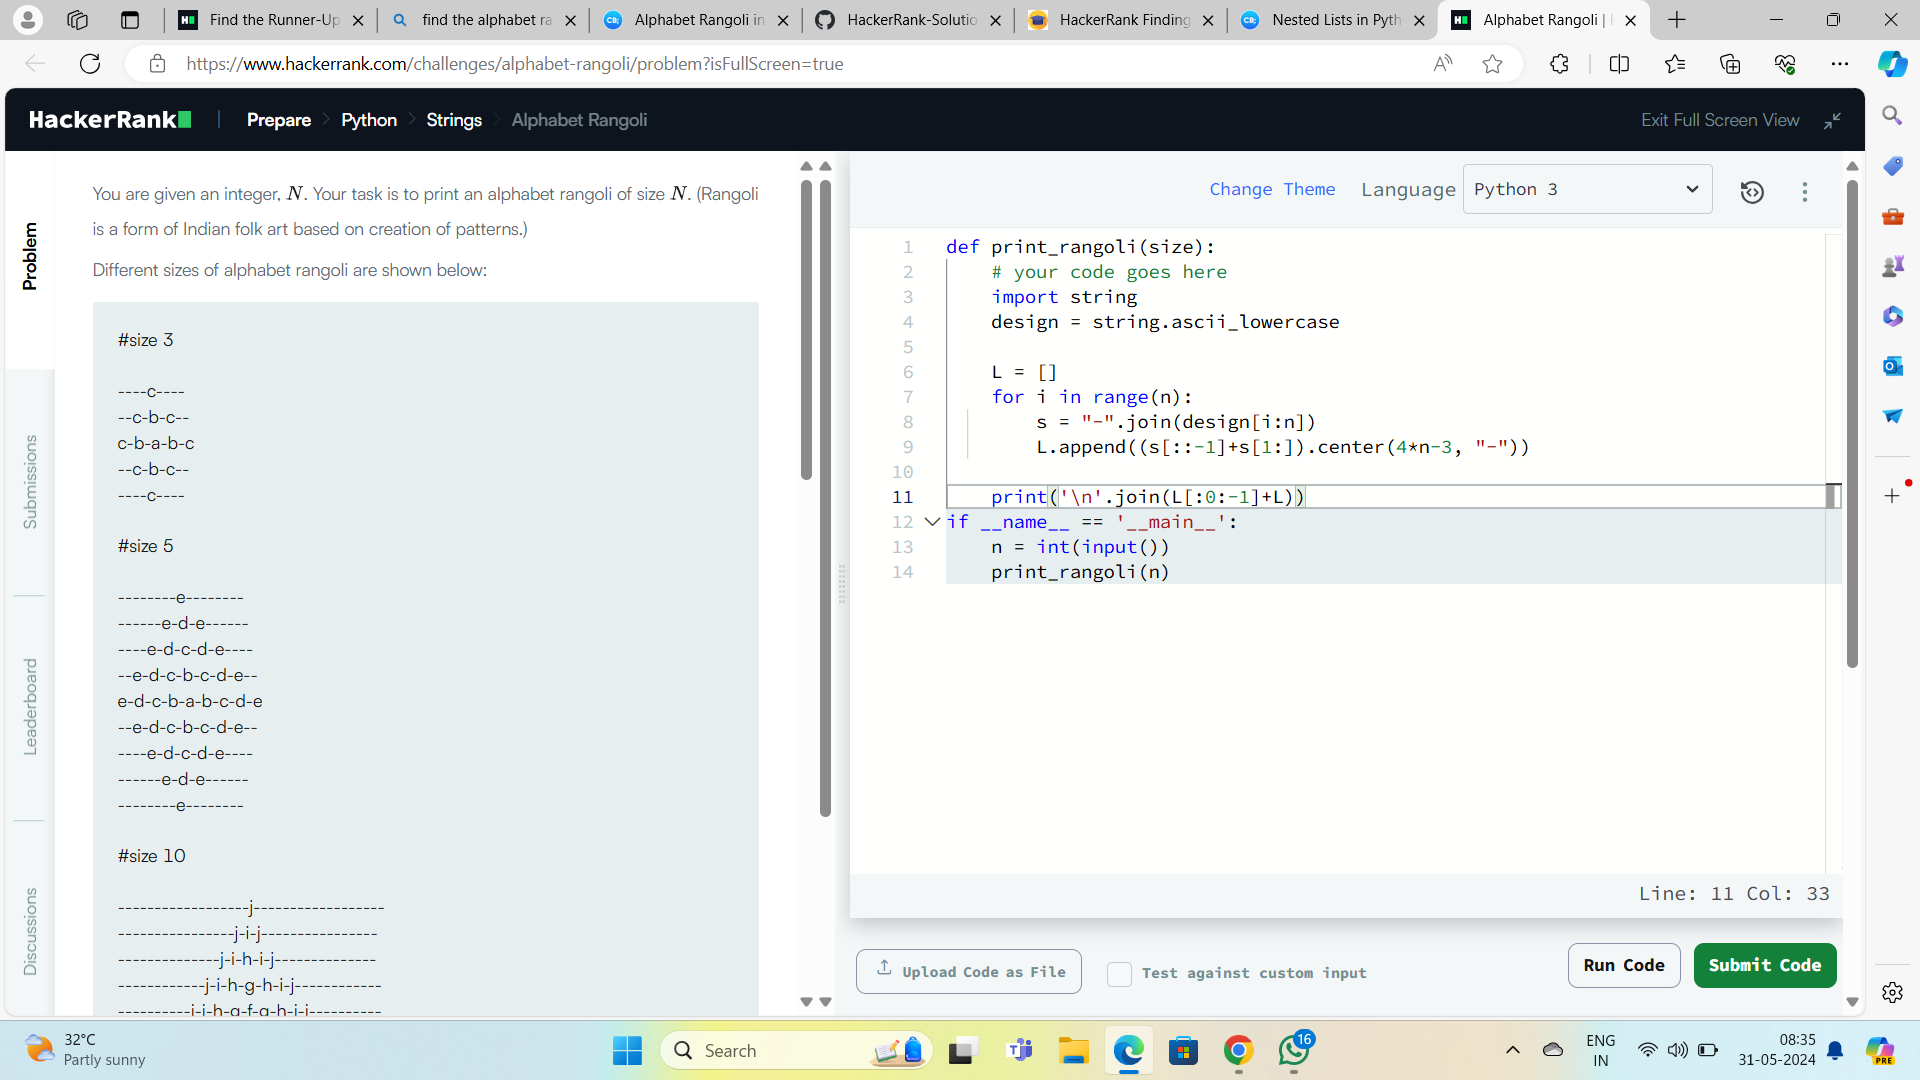 Find the Runner-Up
find the alphabet ra
Alphabet Rangoli in
HackerRank-Solutio
HackerRank Finding
Nested Lists in Pyth
Alphabet Rangoli |
https://www.hackerrank.com/challenges/alphabet-rangoli/problem?isFullScreen=true
HackerRank
Prepare > Python > Strings > Alphabet Rangoli
Exit Full Screen View
Problem
Submissions
Leaderboard
Discussions
You are given an integer, N. Your task is to print an alphabet rangoli of size N. (Rangoli
is a form of Indian folk art based on creation of patterns.)
Different sizes of alphabet rangoli are shown below:
#size 3
----c----
--c-b-c--
c-b-a-b-c
--c-b-c--
----c----
#size 5
--------e--------
------e-d-e------
----e-d-c-d-e----
--e-d-c-b-c-d-e--
e-d-c-b-a-b-c-d-e
--e-d-c-b-c-d-e--
----e-d-c-d-e----
------e-d-e------
--------e--------
#size 10
------------------j------------------
----------------j-i-j----------------
--------------j-i-h-i-j--------------
------------j-i-h-g-h-i-j------------
----------j-i-h-g-f-g-h-i-j----------
Change Theme
Language
Python 3
1 def print_rangoli(size):
2     # your code goes here
3     import string
4     design = string.ascii_lowercase
5
6     L = []
7     for i in range(n):
8         s = "-".join(design[i:n])
9         L.append((s[::-1]+s[1:]).center(4*n-3, "-"))
10
11     print('\n'.join(L[:0:-1]+L))
12 if __name__ == '__main__':
13     n = int(input())
14     print_rangoli(n)
Line: 11 Col: 33
Upload Code as File
Test against custom input
Run Code
Submit Code
32°C
Partly sunny
Search
16
ENG
IN
08:35
31-05-2024
PRE